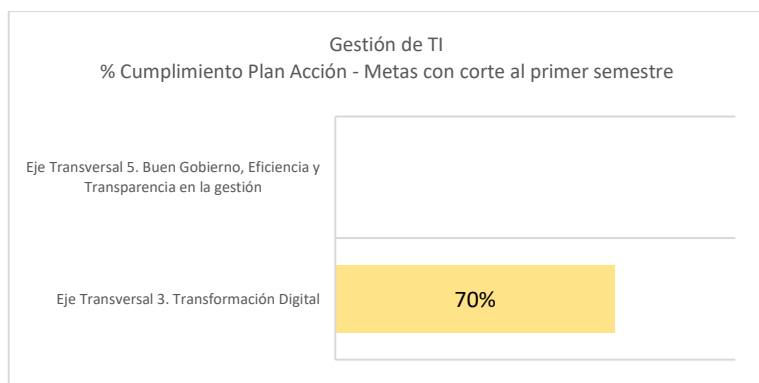 Gestión de TI
% Cumplimiento Plan Acción - Metas con corte al primer semestre
Eje Transversal 5. Buen Gobierno, Eficiencia y
Transparencia en la gestión
Eje Transversal 3. Transformación Digital
70%